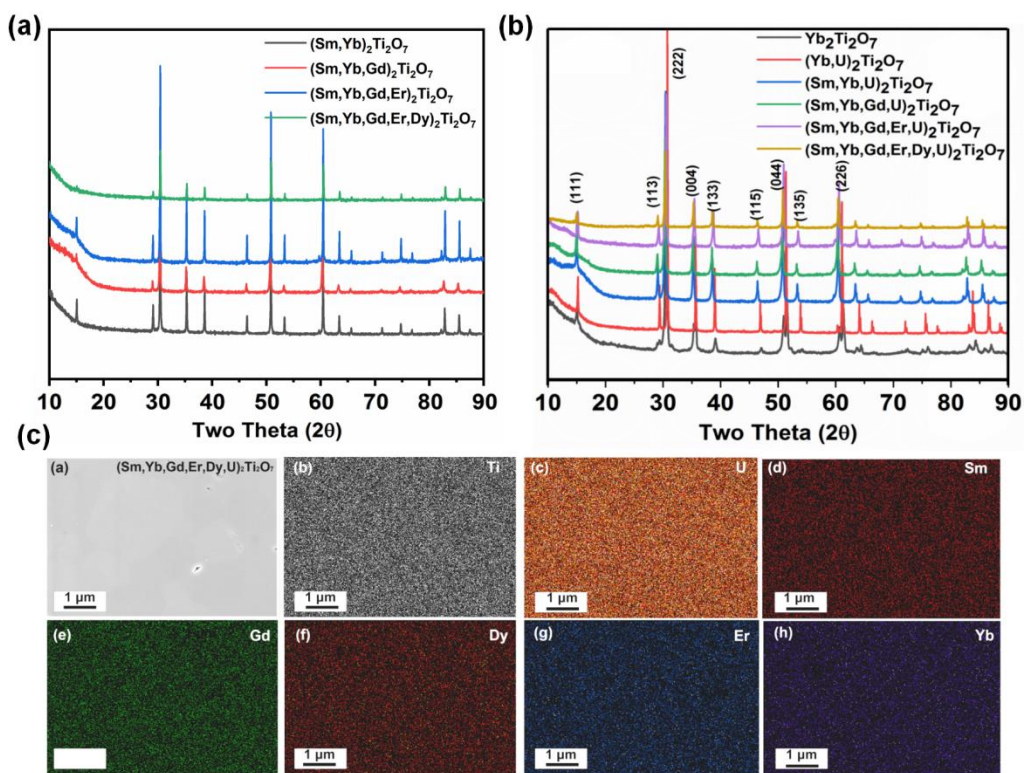 (a)
(Sm,Yb)2Ti2O7
(Sm,Yb,Gd)2Ti2O7
(Sm,Yb,Gd,Er)2Ti2O7
(Sm,Yb,Gd,Er,Dy)2Ti2O7
10 20 30 40 50 60 70 80 90
Two Theta (2θ)
(b)
Yb2Ti2O7
(Yb,U)2Ti2O7
(Sm,Yb,U)2Ti2O7
(Sm,Yb,Gd,U)2Ti2O7
(Sm,Yb,Gd,Er,U)2Ti2O7
(Sm,Yb,Gd,Er,Dy,U)2Ti2O7
(111)
(113)
(222)
(004)
(133)
(115)
(044)
(135)
(226)
10 20 30 40 50 60 70 80 90
Two Theta (2θ)
(c)
(a) (Sm,Yb,Gd,Er,Dy,U)2Ti2O7
1 μm
(b) Ti
1 μm
(c) U
1 μm
(d) Sm
1 μm
(e) Gd
(f) Dy
1 μm
(g) Er
1 μm
(h) Yb
1 μm